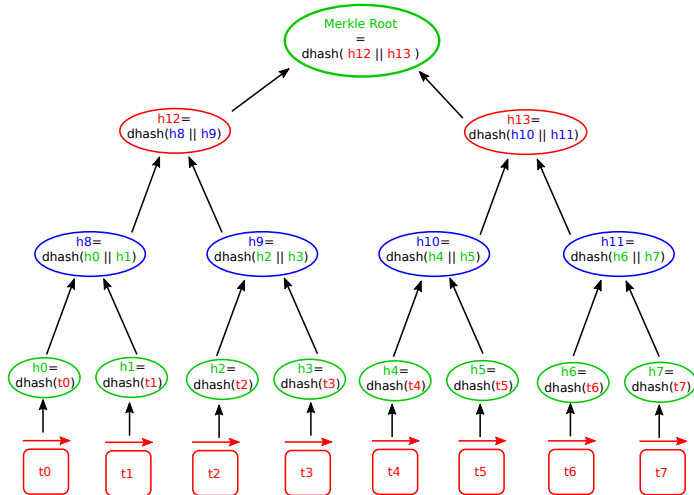 Merkle Root
=
dhash( h12 || h13 )
h12=
dhash(h8 || h9)
h13=
dhash(h10 || h11)
h8=
dhash(h0 || h1)
h9=
dhash(h2 || h3)
h10=
dhash(h4 || h5)
h11=
dhash(h6 || h7)
h0=
dhash(t0)
h1=
dhash(t1)
h2=
dhash(t2)
h3=
dhash(t3)
h4=
dhash(t4)
h5=
dhash(t5)
h6=
dhash(t6)
h7=
dhash(t7)
t0
t1
t2
t3
t4
t5
t6
t7